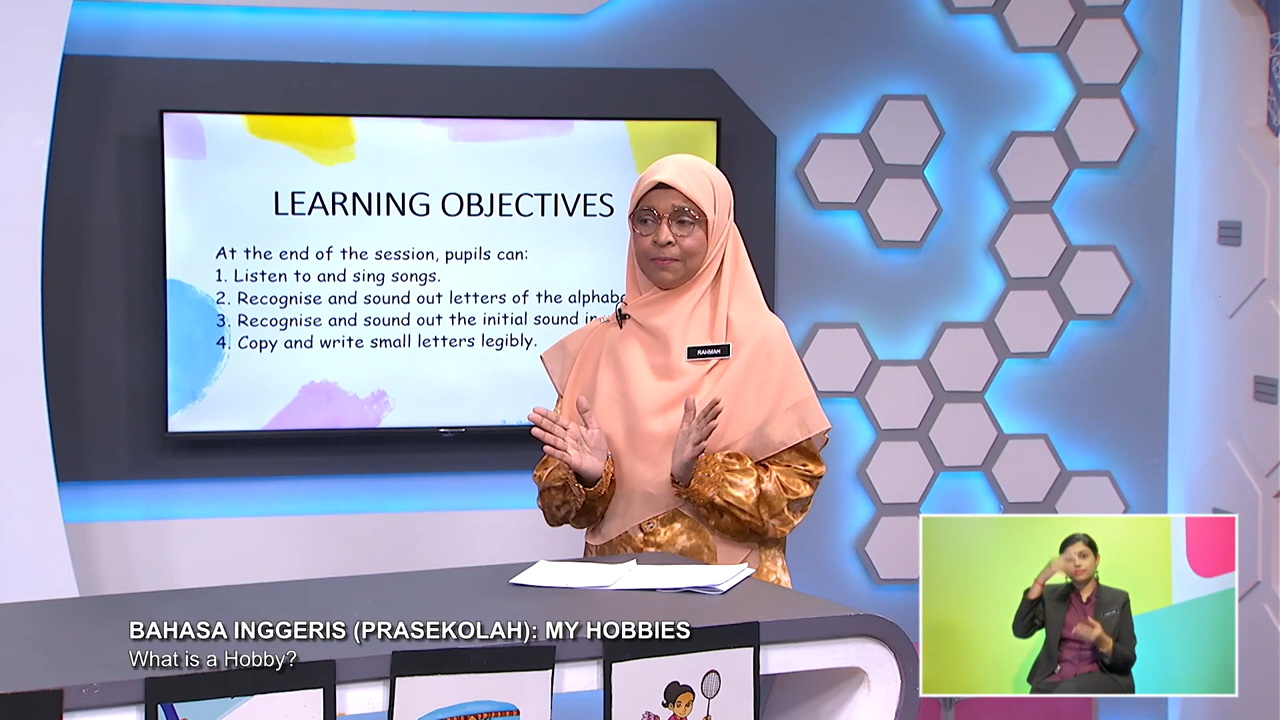 LEARNING OBJECTIVES
At the end of the session, pupils can:
1. Listen to and sing songs.
2. Recognise and sound out letters of the
3. Recognise and sound out the initial sound
4. Copy and write small letters legibly.
RAHMAH
BAHASA INGGERIS (PRASEKOLAH): MY HOBBIES
What is a Hobby?